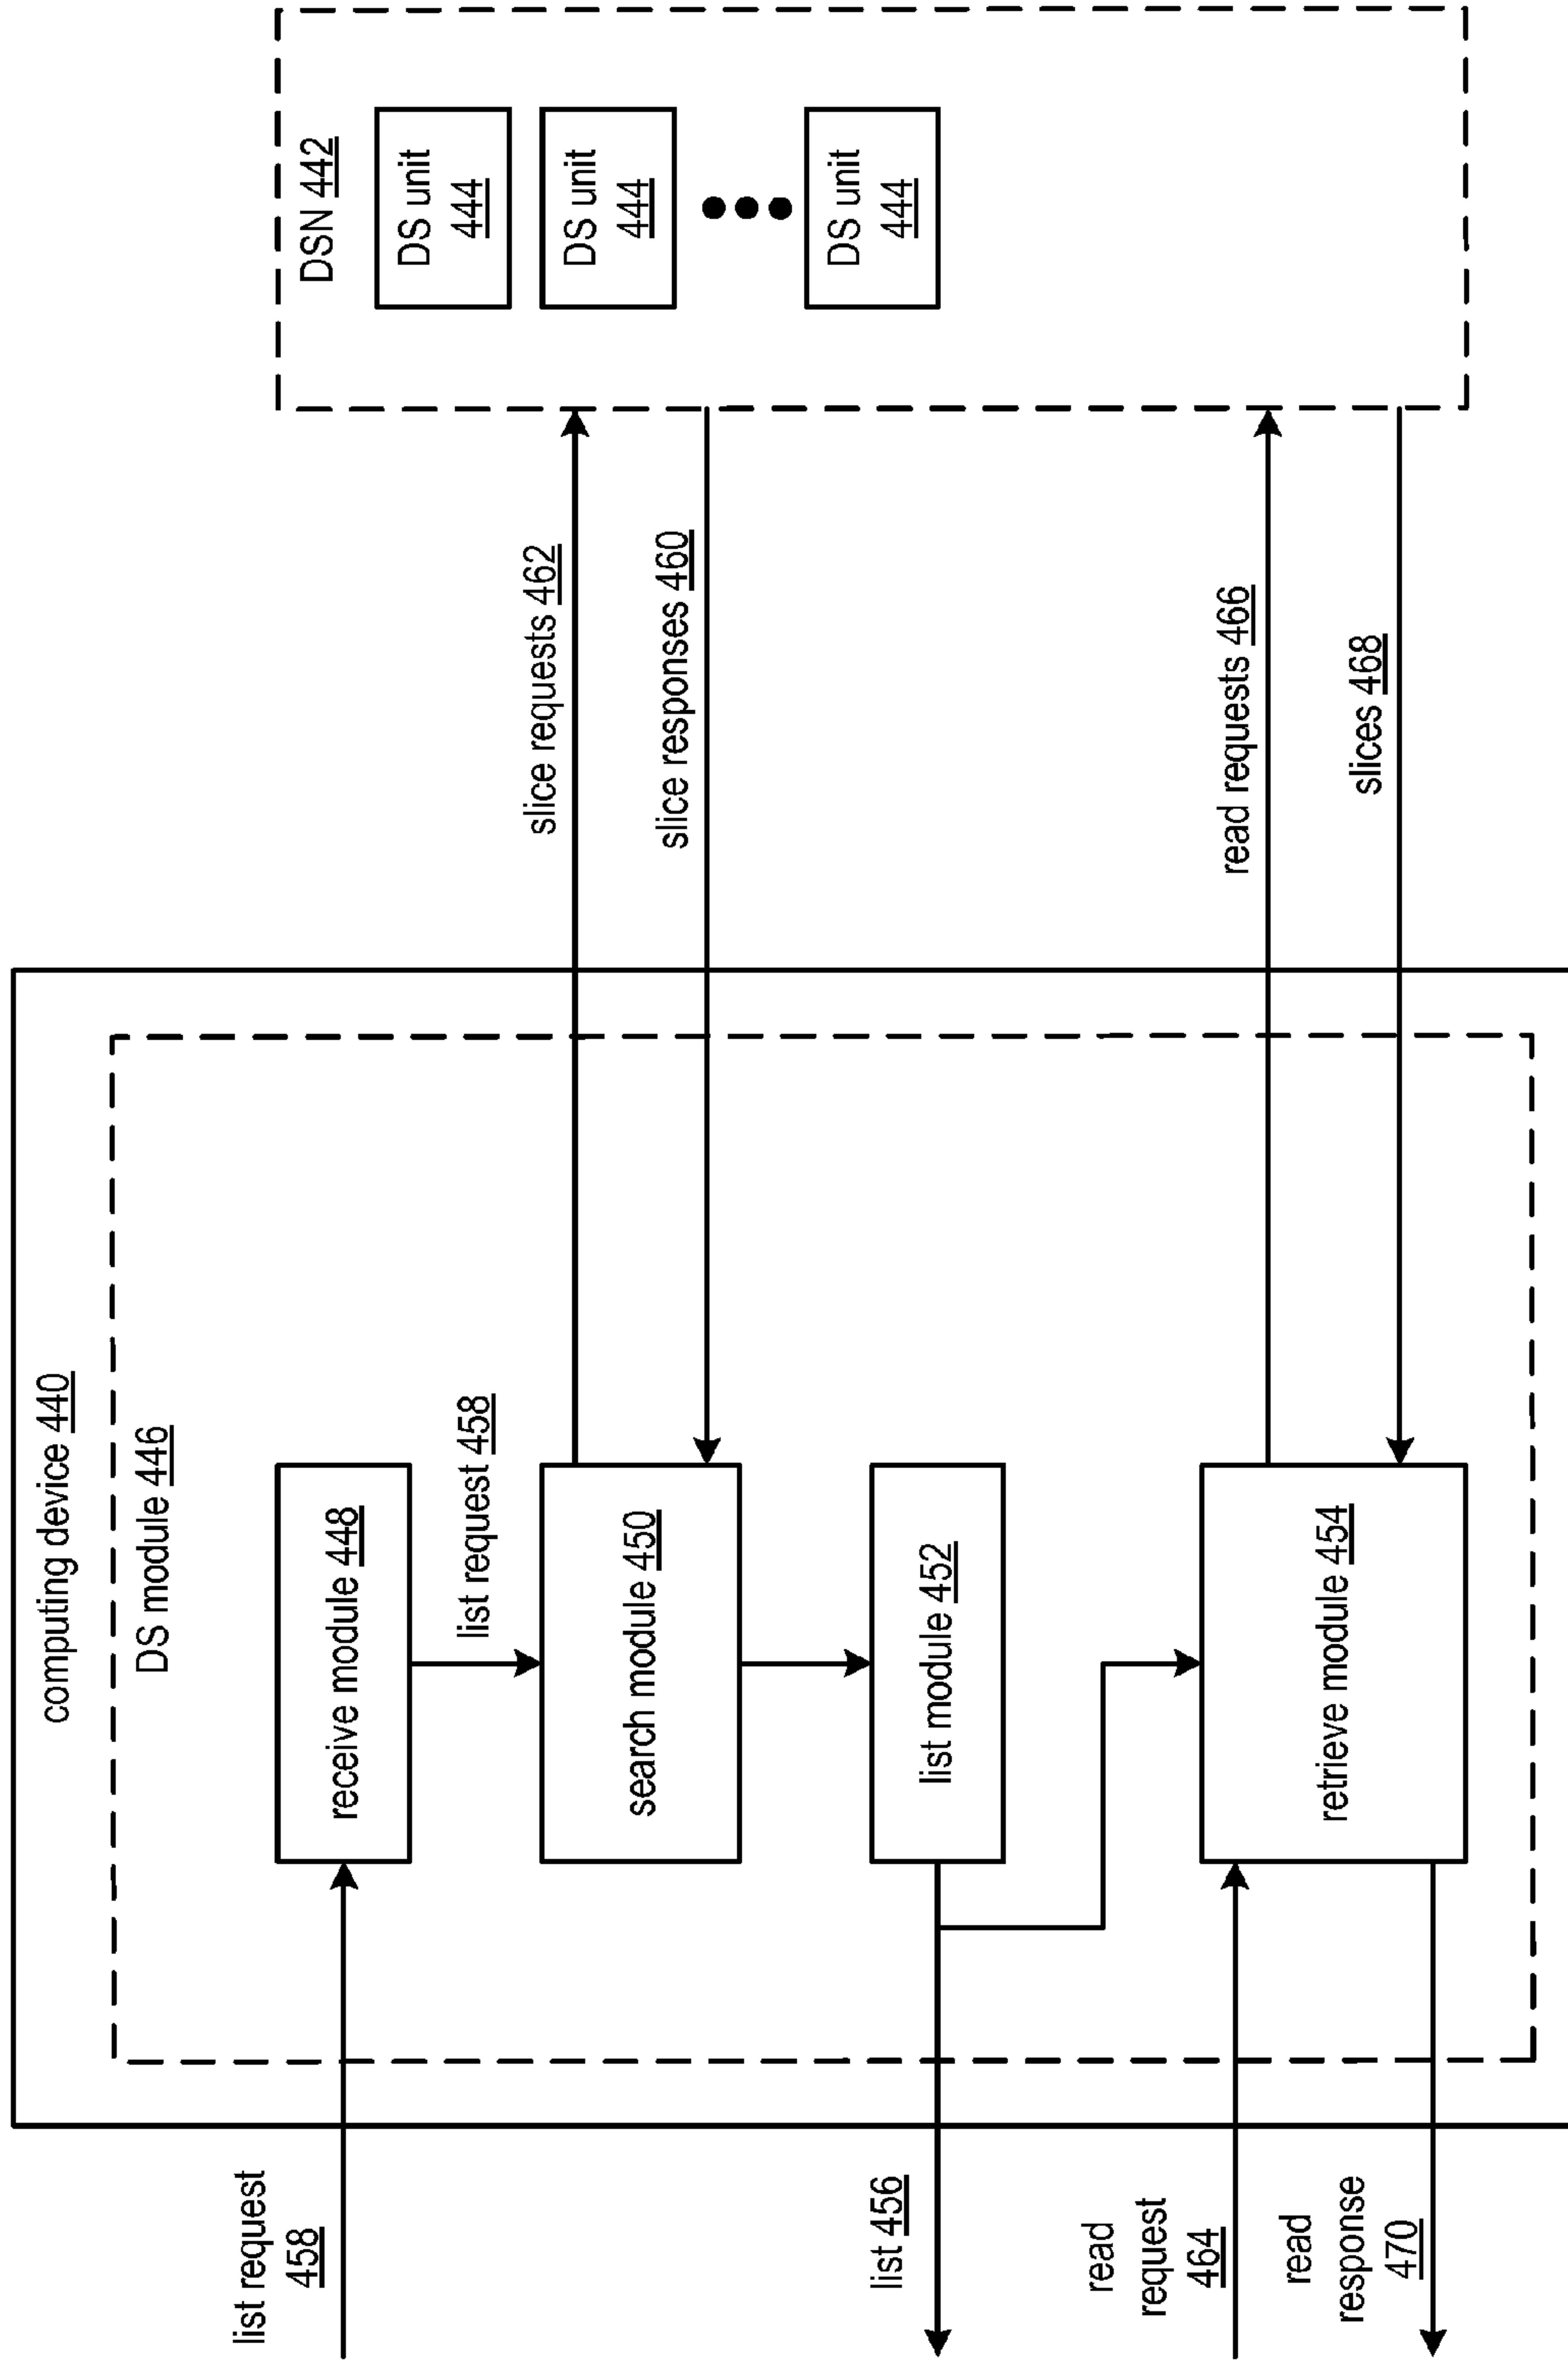 computing device 440
DS module 446
list request
458
receive module 448
list request 458
search module 450
slice requests 462
slice responses 460
list module 452
list 456
read
request
464
retrieve module 454
read requests 466
slices 468
read
response
470
DSN 442
DS unit
444
DS unit
444
DS unit
444